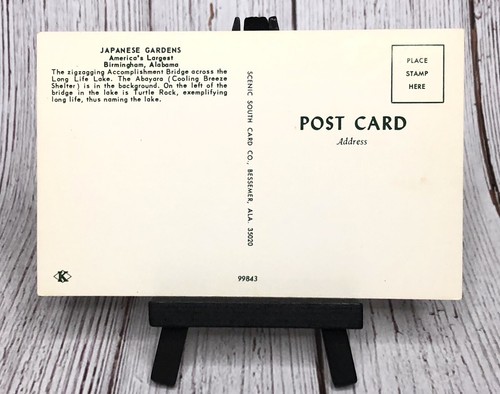 JAPANESE GARDENS
America's Largest
Birmingham, Alabama
The zigzagging Accomplishment Bridge across the
Long Life Lake. The Abayara (Cooling Breeze
Shelter) is in the background. On the left of the
bridge in the lake is Turtle Rock, exemplifying
long life, thus naming the lake.
SCENIC SOUTH CARD CO., BESSEMER, ALA. 35020
PLACE
STAMP
HERE
POST CARD
Address
K
99843